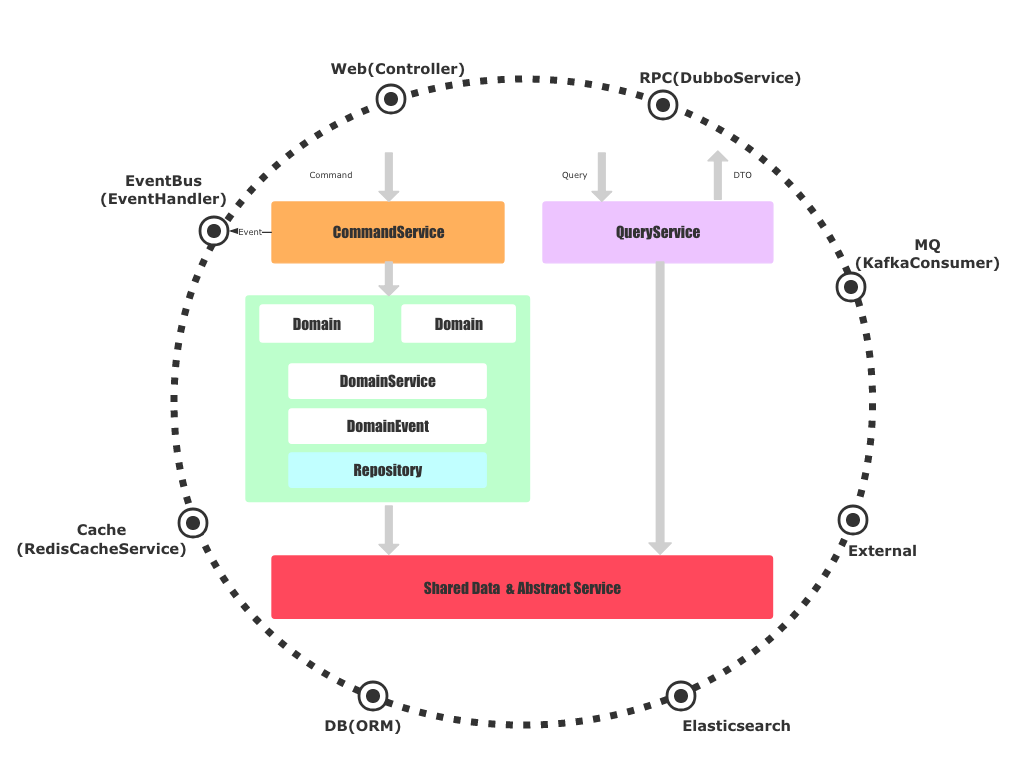 Web(Controller)
RPC(DubboService)
EventBus
(EventHandler)
Command
Query
DTO
Event
CommandService
QueryService
MQ
(KafkaConsumer)
Domain
Domain
DomainService
DomainEvent
Repository
Cache
(RedisCacheService)
External
Shared Data & Abstract Service
DB(ORM)
Elasticsearch